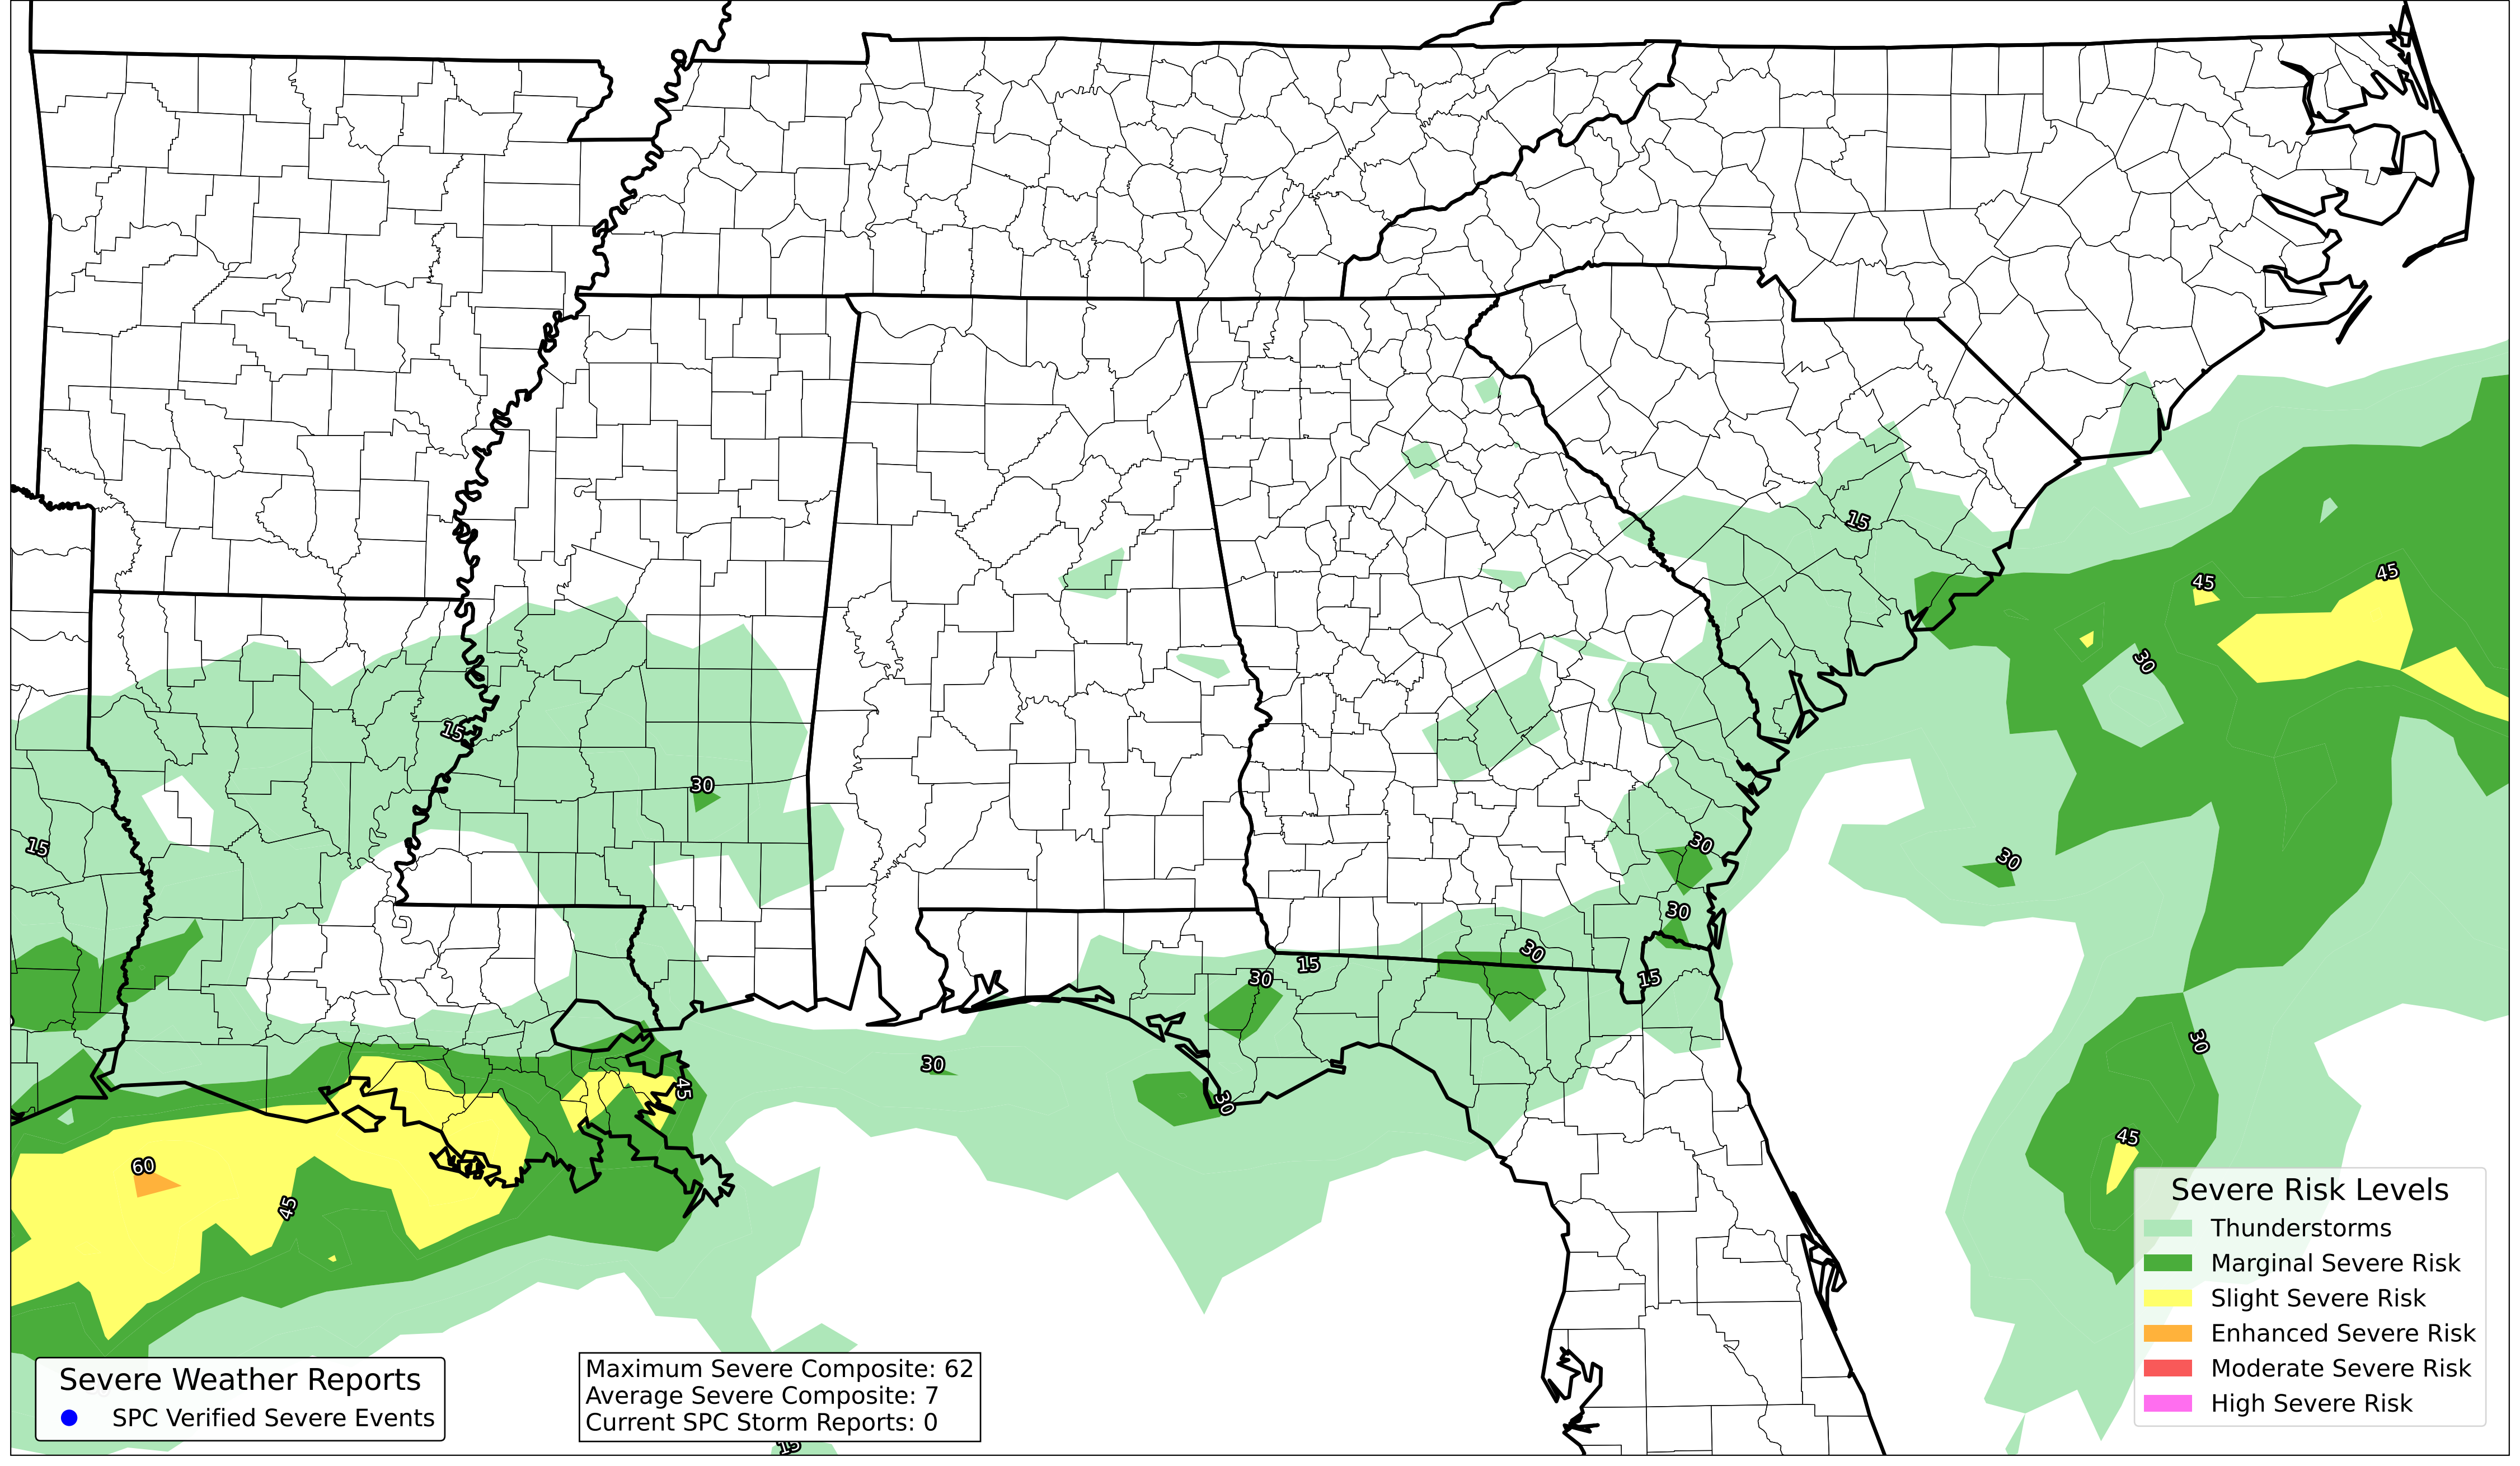 15
45
45
30
15
30
15
30
30
30
30
30
15
15
30
30
30
45
30
60
45
45
15
Severe Risk Levels
Thunderstorms
Marginal Severe Risk
Slight Severe Risk
Enhanced Severe Risk
Moderate Severe Risk
High Severe Risk
Severe Weather Reports
SPC Verified Severe Events
Maximum Severe Composite: 62
Average Severe Composite: 7
Current SPC Storm Reports: 0